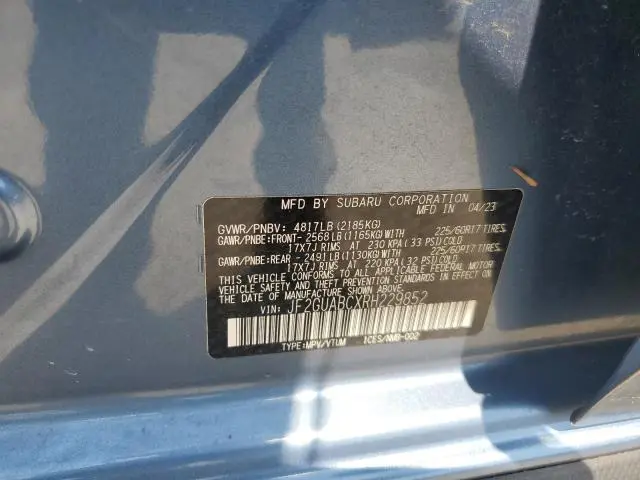 MFD BY SUBARU CORPORATION
MFD IN 04/23
GVWR/PNBV: 4817LB(2185KG)
GAWR/PNBE:FRONT- 2568LB(1165KG)WITH 225/60R17 TIRES,
17X7J RIMS AT 230 KPA(33 PSI)COLD
GAWR/PNBE:REAR - 2491LB(1130KG)WITH 225/60R17 TIRES,
17X7J RIMS AT 220 KPA(32 PSI)COLD
THIS VEHICLE CONFORMS TO ALL APPLICABLE FEDERAL MOTOR
VEHICLE SAFETY AND THEFT PREVENTION STANDARDS IN EFFECT
ON THE DATE OF MANUFACTURE SHOWN ABOVE.
VIN: JF2GUABCXRH229852
TYPE:MPV/VTUM ICES/NMB-002